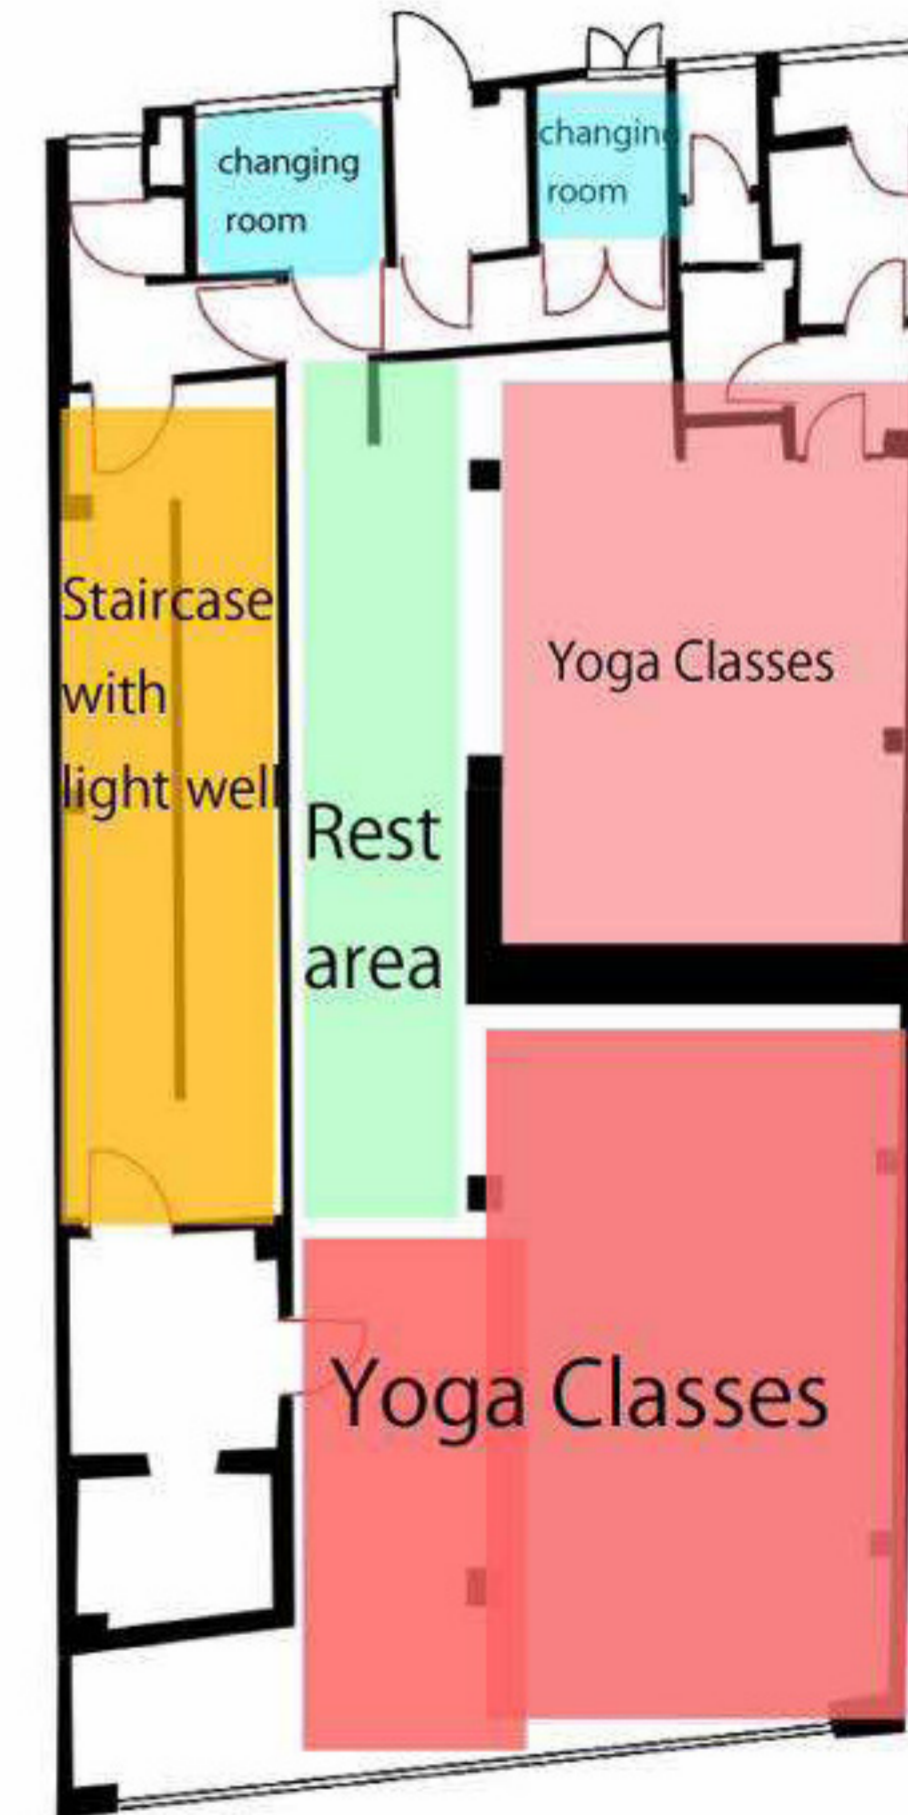 changing
room
changing
room
Staircase
with
light well
Yoga Classes
Rest
area
Yoga Classes